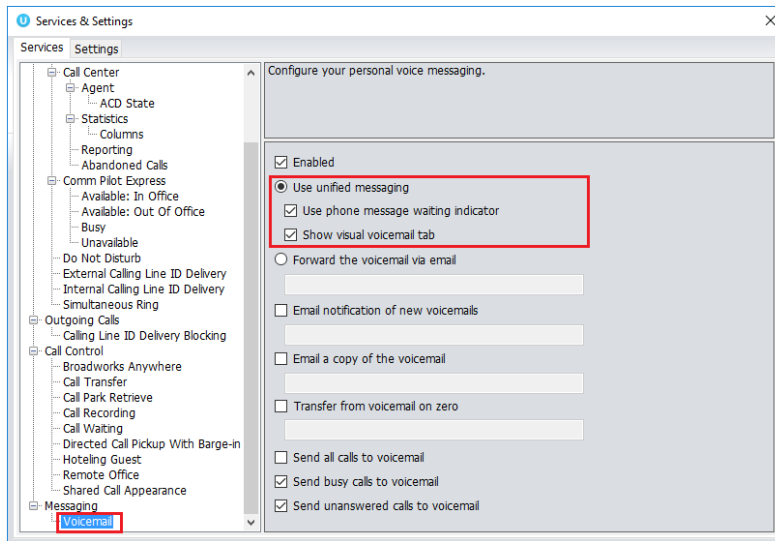 Services & Settings
Services Settings
Call Center
Agent
ACD State
Statistics
Columns
Reporting
Abandoned Calls
Comm Pilot Express
Available: In Office
Available: Out Of Office
Busy
Unavailable
Do Not Disturb
External Calling Line ID Delivery
Internal Calling Line ID Delivery
Simultaneous Ring
Outgoing Calls
Calling Line ID Delivery Blocking
Call Control
Broadworks Anywhere
Call Transfer
Call Park Retrieve
Call Recording
Call Waiting
Directed Call Pickup With Barge-in
Hoteling Guest
Remote Office
Shared Call Appearance
Messaging
Voicemail
Configure your personal voice messaging.
Enabled
Use unified messaging
Use phone message waiting indicator
Show visual voicemail tab
Forward the voicemail via email
Email notification of new voicemails
Email a copy of the voicemail
Transfer from voicemail on zero
Send all calls to voicemail
Send busy calls to voicemail
Send unanswered calls to voicemail